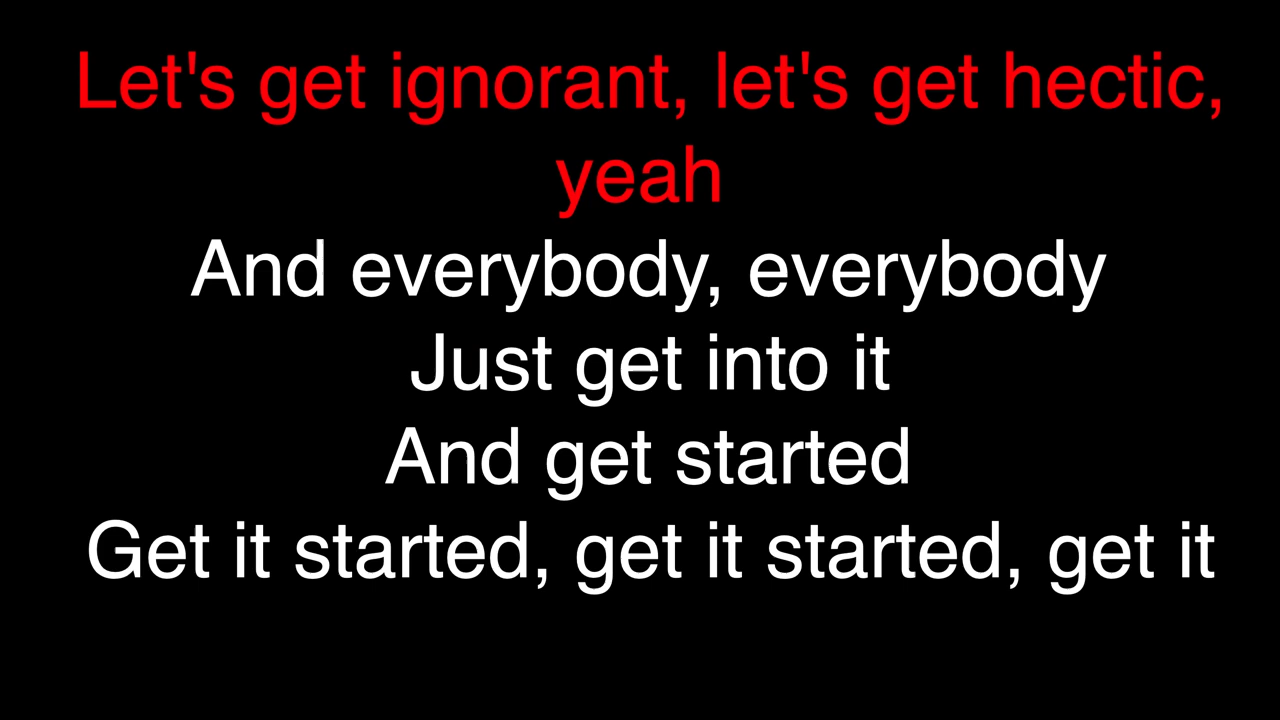 Let's get ignorant, let's get hectic,
yeah
And everybody, everybody
Just get into it
And get started
Get it started, get it started, get it